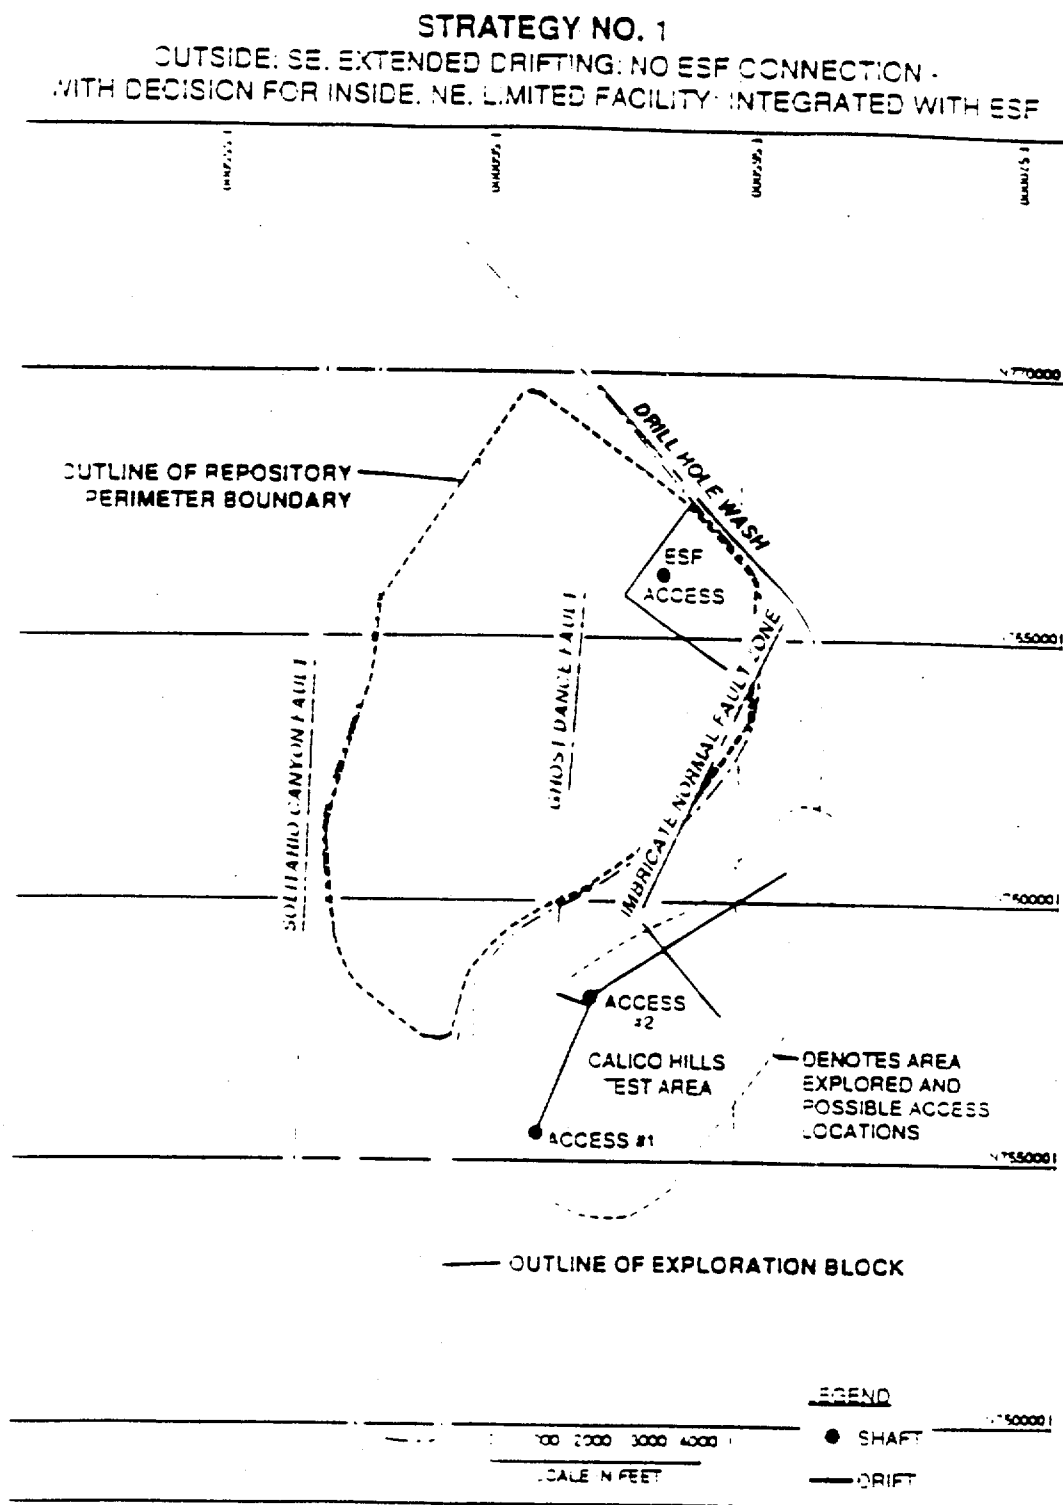 STRATEGY NO. 1
OUTSIDE: SE. EXTENDED DRIFTING: NO ESF CONNECTION -
WITH DECISION FOR INSIDE, NE, LIMITED FACILITY: INTEGRATED WITH ESF
DRILL HOLE WASH
OUTLINE OF REPOSITORY
PERIMETER BOUNDARY
ESF
ACCESS
SOLITARIO CANYON FAULT
GHOST DANCE FAULT
IMBRICATE NORMAL FAULT ZONE
ACCESS
#2
CALICO HILLS
TEST AREA
DENOTES AREA
EXPLORED AND
POSSIBLE ACCESS
LOCATIONS
ACCESS #1
OUTLINE OF EXPLORATION BLOCK
LEGEND
2000 3000 4000
SHAFT
SCALE IN FEET
DRIFT